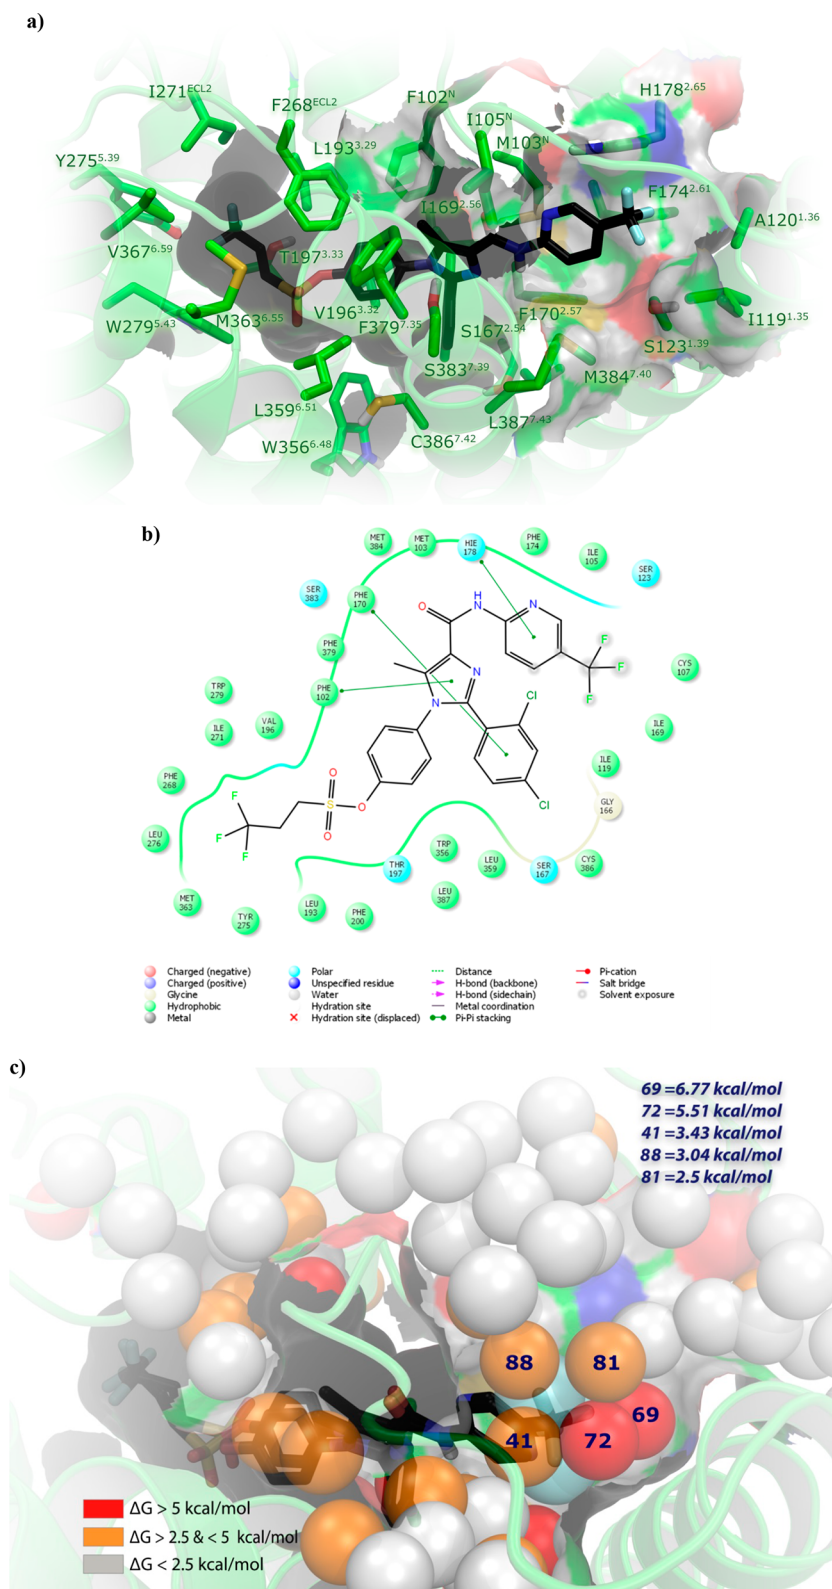 a)
I271ECL2
F268ECL2
F102N
H1782.65
L1933.29
I105N
M103N
Y2755.39
F1742.61
I1692.56
A1201.36
V3676.59
T1973.33
W2795.43
M3636.55
V1963.32
F3797.35
S1672.54
F1702.57
I1191.35
S1231.39
S3837.39
M3847.40
L3596.51
L3877.43
W3566.48
C3867.42
b)
MET 384
MET 103
HIE 178
PHE 174
ILE 105
SER 123
SER 383
PHE 170
H
N
O
N
F
F
F
PHE 379
N
CYS 107
TRP 279
PHE 102
Cl
N
ILE 271
VAL 196
ILE 169
ILE 119
PHE 268
O
Cl
GLY 166
F
F
S
O
F
O
LEU 276
TRP 356
THR 197
LEU 359
SER 167
CYS 386
LEU 387
MET 363
LEU 193
TYR 275
PHE 200
Charged (negative)
Charged (positive)
Glycine
Hydrophobic
Metal
Polar
Unspecified residue
Water
Hydration site
Hydration site (displaced)
Distance
H-bond (backbone)
H-bond (sidechain)
Metal coordination
Pi-Pi stacking
Pi-cation
Salt bridge
Solvent exposure
c)
69 =6.77 kcal/mol
72 =5.51 kcal/mol
41 =3.43 kcal/mol
88 =3.04 kcal/mol
81 =2.5 kcal/mol
88
81
69
41
72
ΔG > 5 kcal/mol
ΔG > 2.5 & < 5 kcal/mol
ΔG < 2.5 kcal/mol